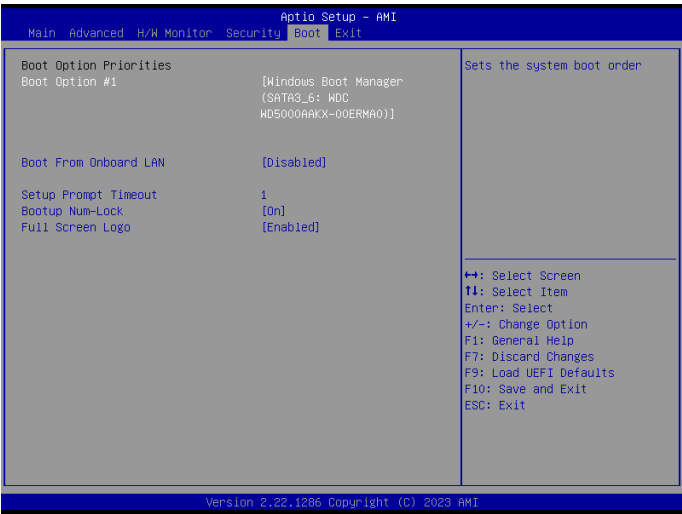 Aptio Setup - AMI
Main Advanced H/W Monitor Security Boot Exit
Boot Option Priorities
Boot Option #1 [Windows Boot Manager
(SATA3_6: WDC
WD5000AAKX-00ERMA0)]
Boot From Onboard LAN [Disabled]
Setup Prompt Timeout 1
Bootup Num-Lock [On]
Full Screen Logo [Enabled]
Sets the system boot order
↔: Select Screen
↑↓: Select Item
Enter: Select
+/-: Change Option
F1: General Help
F7: Discard Changes
F9: Load UEFI Defaults
F10: Save and Exit
ESC: Exit
Version 2.22.1286 Copyright (C) 2023 AMI